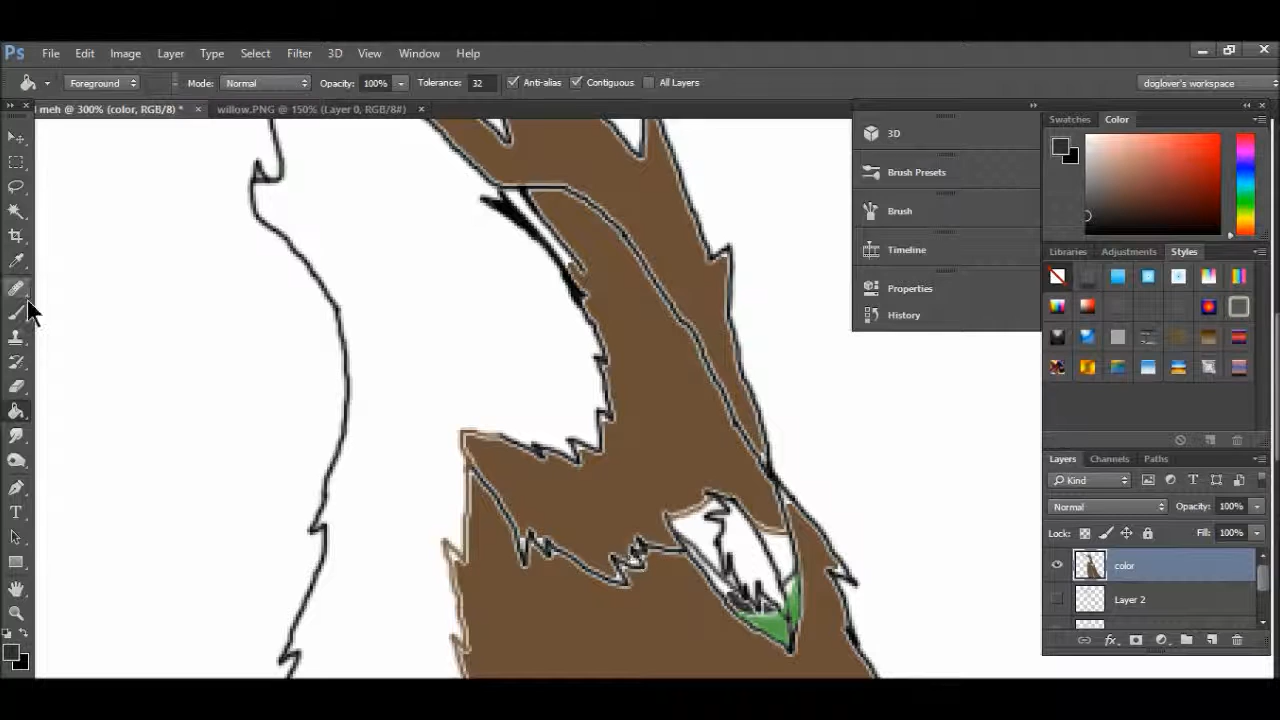 Ps File Edit Image Layer Type Select Filter 3D View Window Help
Foreground Mode: Normal Opacity: 100% Tolerance: 32 Anti-alias Contiguous All Layers doglover's workspace
meh @ 300% (color, RGB/8) * × willow.PNG @ 150% (Layer 0, RGB/8#) ×
3D
Brush Presets
Brush
Timeline
Properties
History
Swatches Color
Libraries Adjustments Styles
Layers Channels Paths
Kind
Normal Opacity: 100%
Lock: Fill: 100%
color
Layer 2